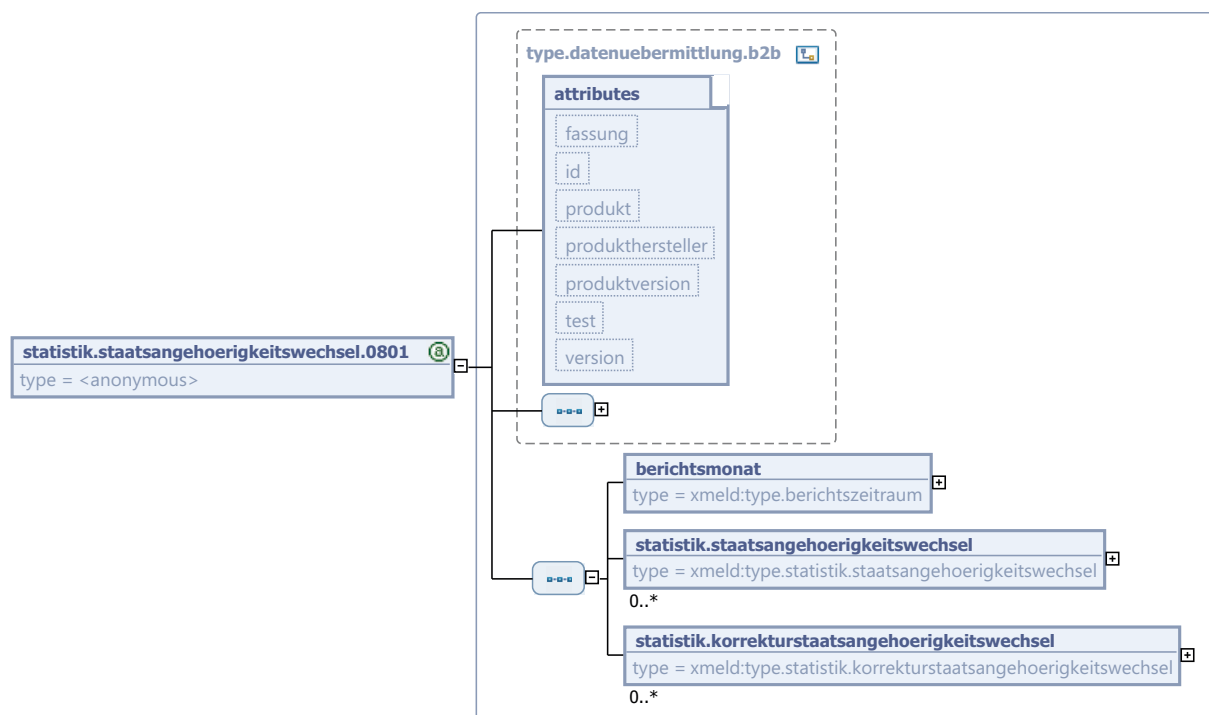 type.datenuebermittlung.b2b
attributes
fassung
id
produkt
produkthersteller
produktversion
test
version
statistik.staatsangehoerigkeitswechsel.0801
type = <anonymous>
berichtsmonat
type = xmeld:type.berichtszeitraum
statistik.staatsangehoerigkeitswechsel
type = xmeld:type.statistik.staatsangehoerigkeitswechsel
0..*
statistik.korrekturstaatsangehoerigkeitswechsel
type = xmeld:type.statistik.korrekturstaatsangehoerigkeitswechsel
0..*